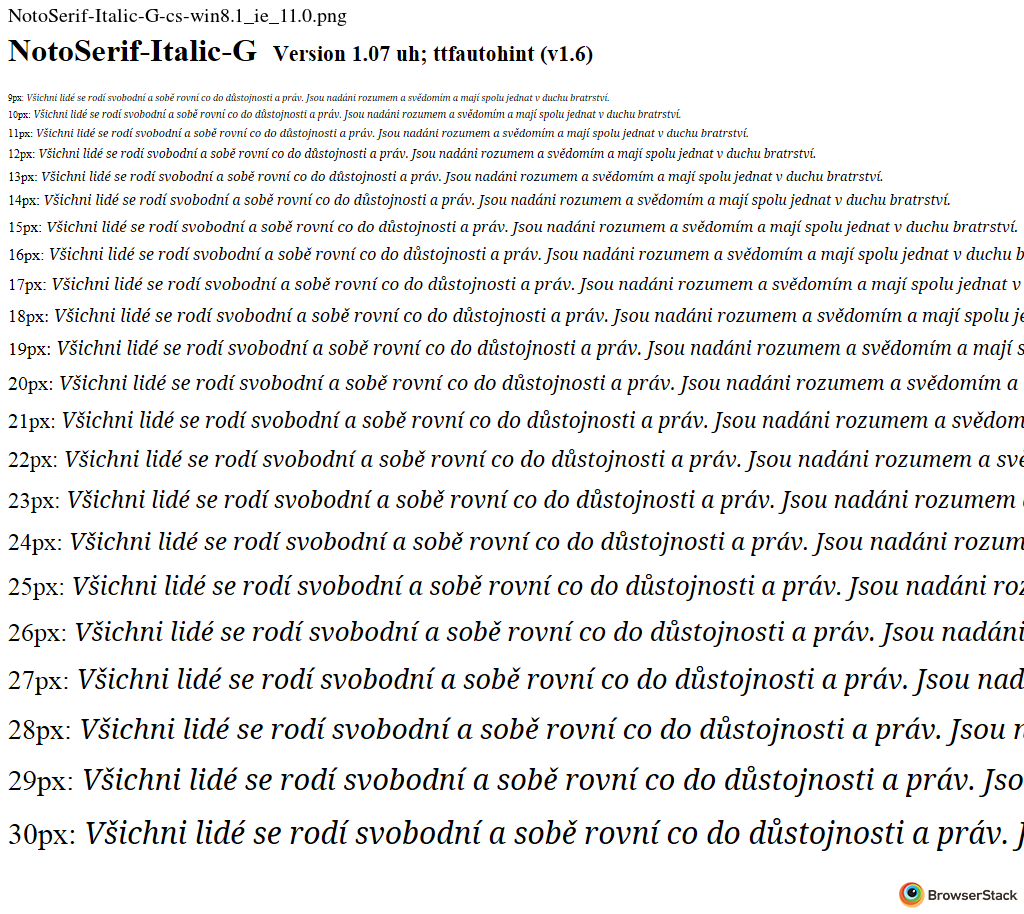 NotoSerif-Italic-G-cs-win8.1_ie_11.0.png
NotoSerif-Italic-G Version 1.07 uh; ttfautohint (v1.6)
9px: Všichni lidé se rodí svobodní a sobě rovní co do důstojnosti a práv. Jsou nadáni rozumem a svědomím a mají spolu jednat v duchu bratrství.
10px: Všichni lidé se rodí svobodní a sobě rovní co do důstojnosti a práv. Jsou nadáni rozumem a svědomím a mají spolu jednat v duchu bratrství.
11px: Všichni lidé se rodí svobodní a sobě rovní co do důstojnosti a práv. Jsou nadáni rozumem a svědomím a mají spolu jednat v duchu bratrství.
12px: Všichni lidé se rodí svobodní a sobě rovní co do důstojnosti a práv. Jsou nadáni rozumem a svědomím a mají spolu jednat v duchu bratrství.
13px: Všichni lidé se rodí svobodní a sobě rovní co do důstojnosti a práv. Jsou nadáni rozumem a svědomím a mají spolu jednat v duchu bratrství.
14px: Všichni lidé se rodí svobodní a sobě rovní co do důstojnosti a práv. Jsou nadáni rozumem a svědomím a mají spolu jednat v duchu bratrství.
15px: Všichni lidé se rodí svobodní a sobě rovní co do důstojnosti a práv. Jsou nadáni rozumem a svědomím a mají spolu jednat v duchu bratrství.
16px: Všichni lidé se rodí svobodní a sobě rovní co do důstojnosti a práv. Jsou nadáni rozumem a svědomím a mají spolu jednat v duchu b
17px: Všichni lidé se rodí svobodní a sobě rovní co do důstojnosti a práv. Jsou nadáni rozumem a svědomím a mají spolu jednat v
18px: Všichni lidé se rodí svobodní a sobě rovní co do důstojnosti a práv. Jsou nadáni rozumem a svědomím a mají spolu je
19px: Všichni lidé se rodí svobodní a sobě rovní co do důstojnosti a práv. Jsou nadáni rozumem a svědomím a mají s
20px: Všichni lidé se rodí svobodní a sobě rovní co do důstojnosti a práv. Jsou nadáni rozumem a svědomím a
21px: Všichni lidé se rodí svobodní a sobě rovní co do důstojnosti a práv. Jsou nadáni rozumem a svědom
22px: Všichni lidé se rodí svobodní a sobě rovní co do důstojnosti a práv. Jsou nadáni rozumem a svě
23px: Všichni lidé se rodí svobodní a sobě rovní co do důstojnosti a práv. Jsou nadáni rozumem
24px: Všichni lidé se rodí svobodní a sobě rovní co do důstojnosti a práv. Jsou nadáni rozum
25px: Všichni lidé se rodí svobodní a sobě rovní co do důstojnosti a práv. Jsou nadáni roz
26px: Všichni lidé se rodí svobodní a sobě rovní co do důstojnosti a práv. Jsou nadáni
27px: Všichni lidé se rodí svobodní a sobě rovní co do důstojnosti a práv. Jsou nad
28px: Všichni lidé se rodí svobodní a sobě rovní co do důstojnosti a práv. Jsou n
29px: Všichni lidé se rodí svobodní a sobě rovní co do důstojnosti a práv. Jso
30px: Všichni lidé se rodí svobodní a sobě rovní co do důstojnosti a práv. J
BrowserStack